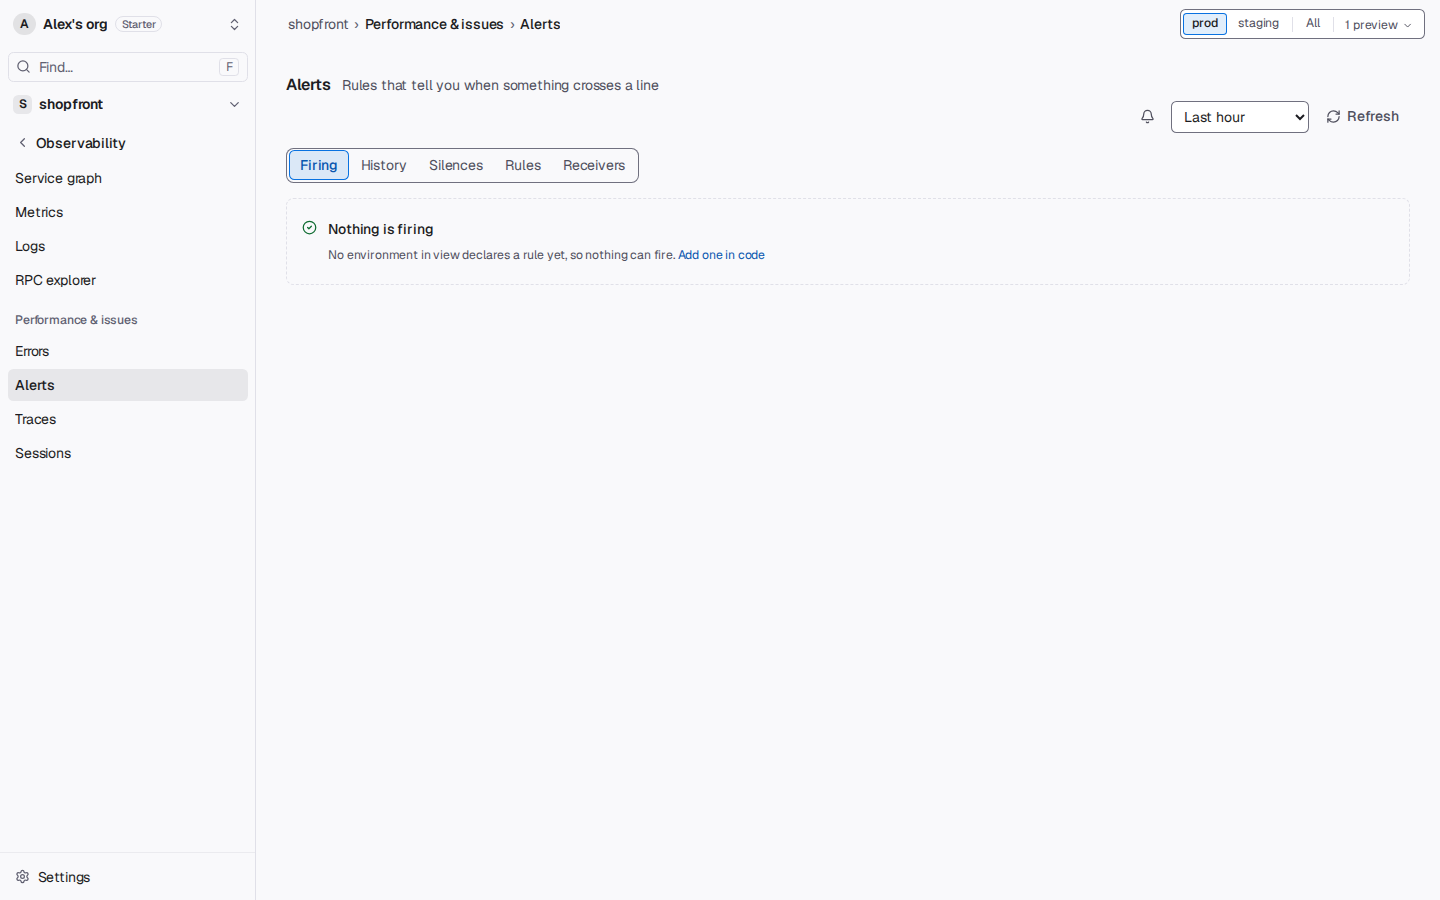 A Alex's org Starter
Find... F
S shopfront
Observability
Service graph
Metrics
Logs
RPC explorer
Performance & issues
Errors
Alerts
Traces
Sessions
Settings
shopfront › Performance & issues › Alerts
prod staging All 1 preview
Alerts Rules that tell you when something crosses a line
Last hour Refresh
Firing History Silences Rules Receivers
Nothing is firing
No environment in view declares a rule yet, so nothing can fire. Add one in code